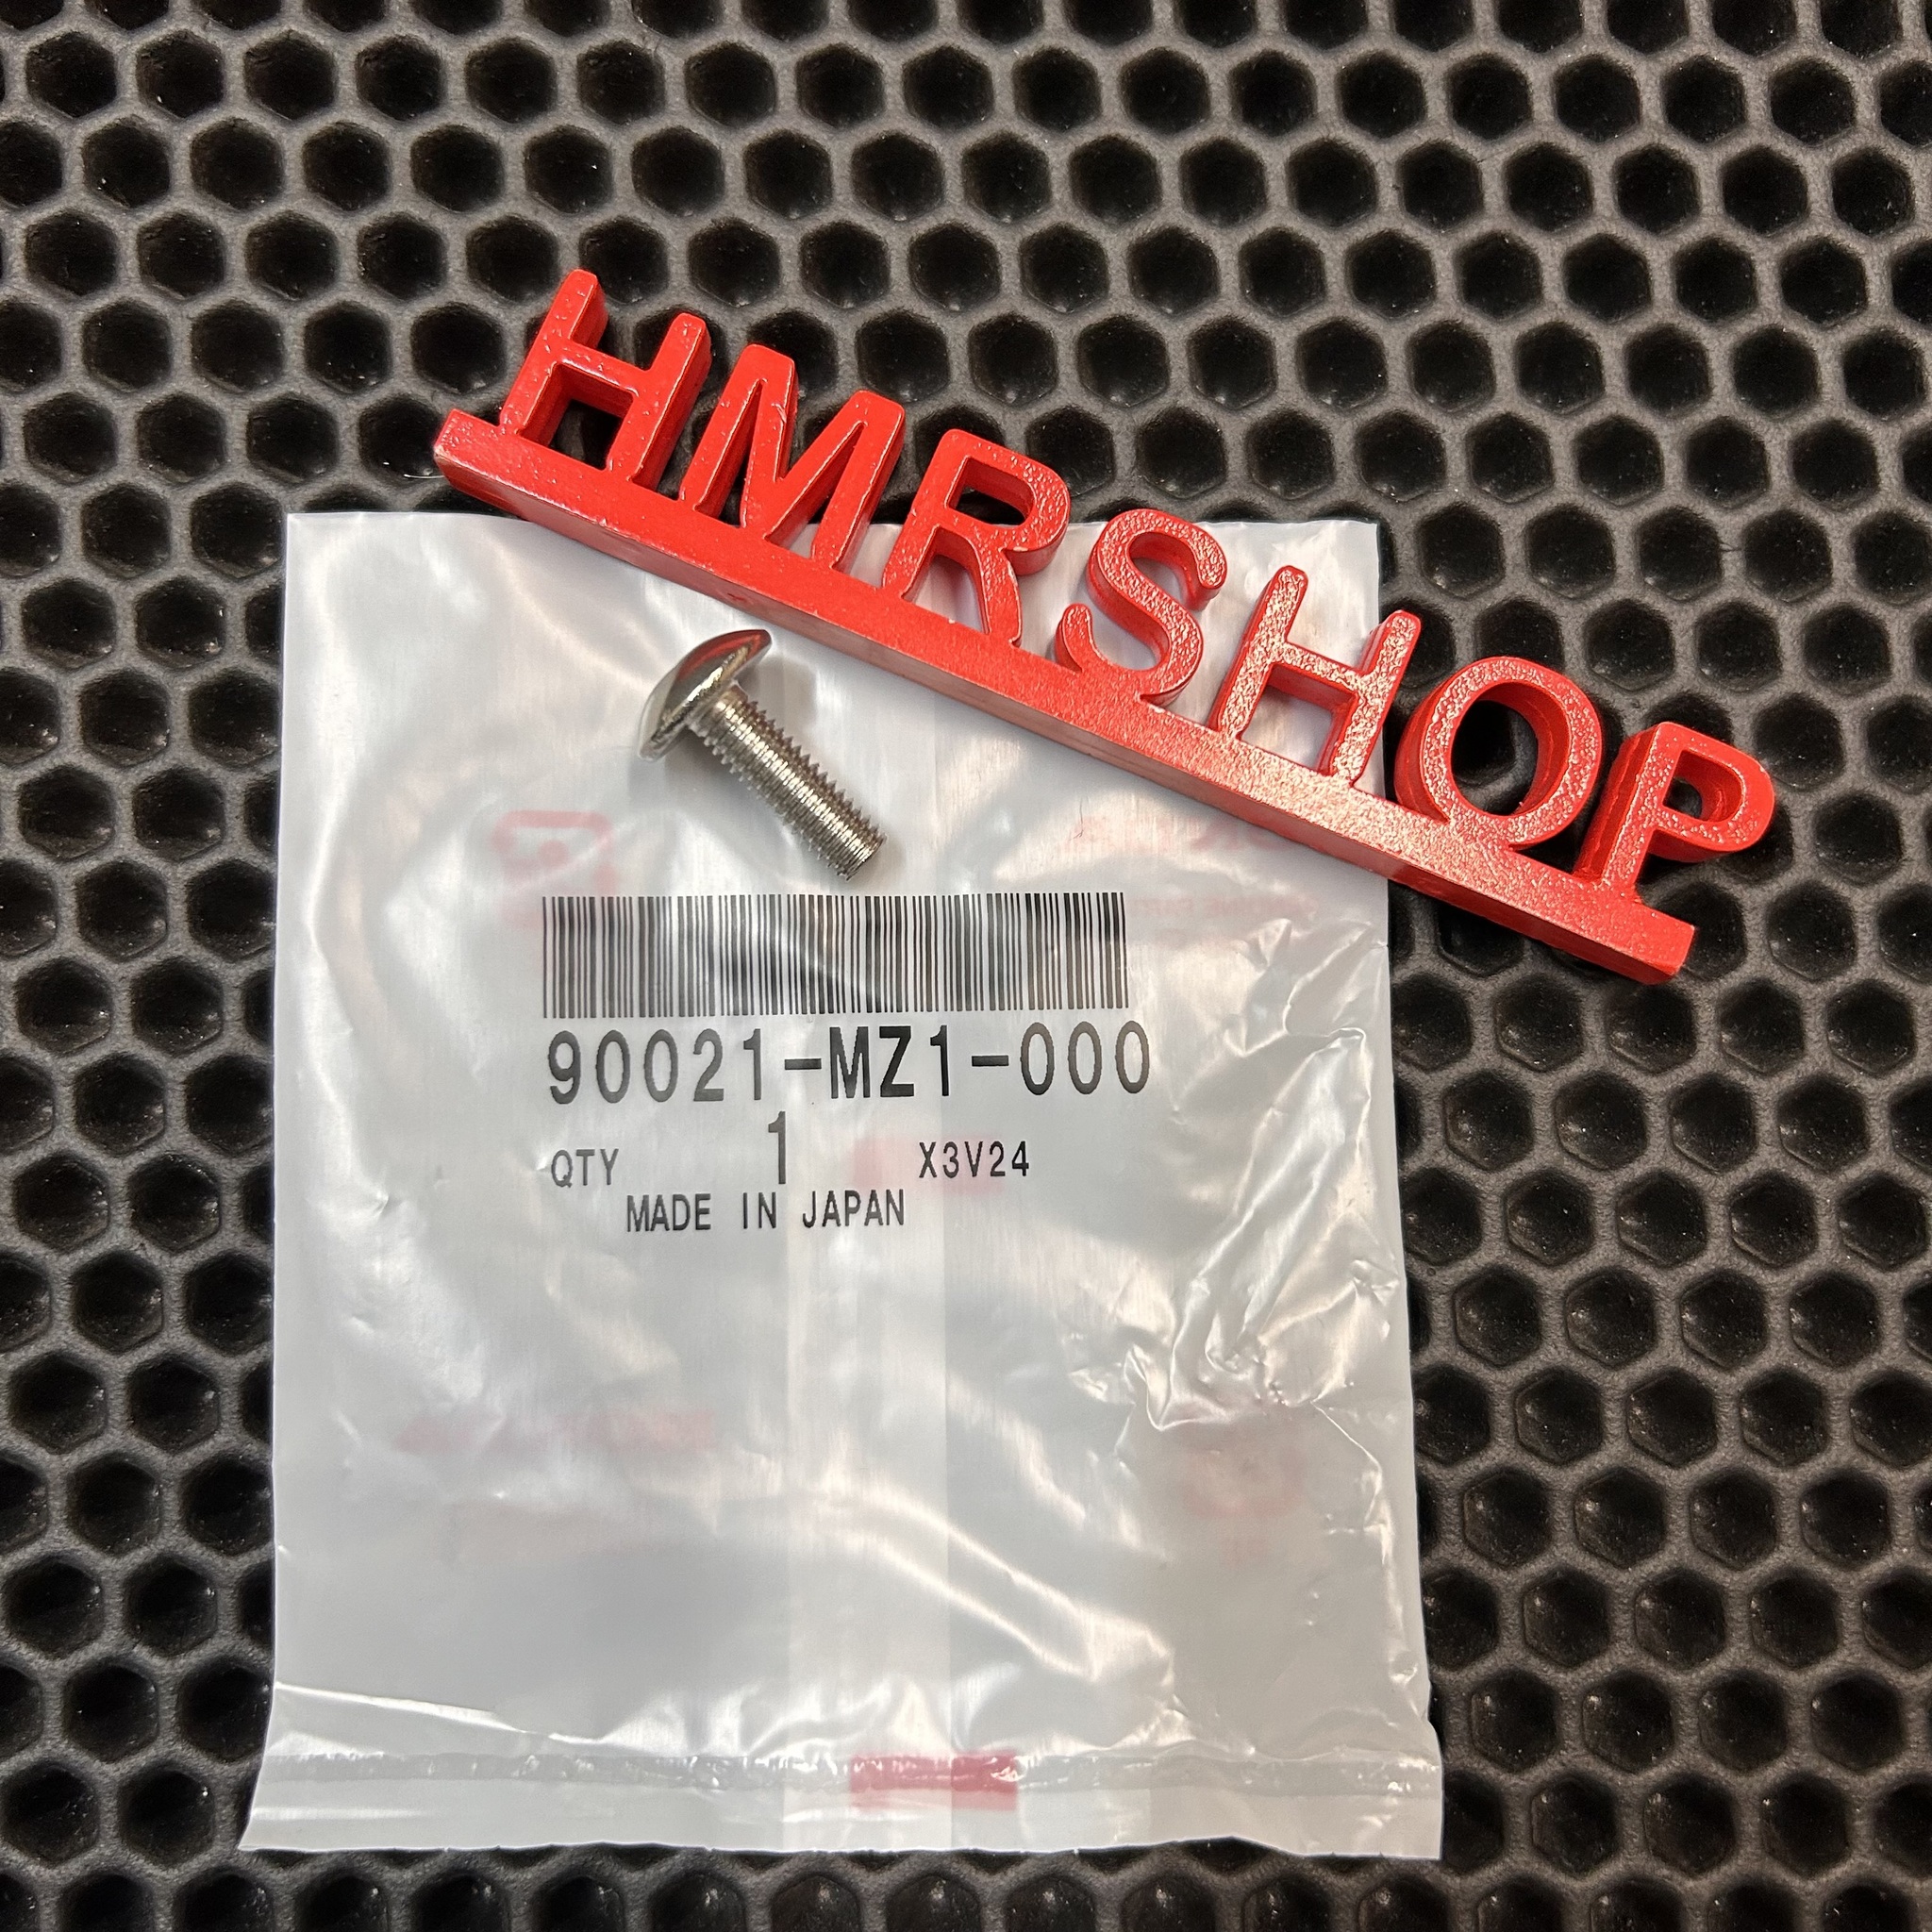 HMRSHOP
90021-MZ1-000
QTY 1 X3V24
MADE IN JAPAN